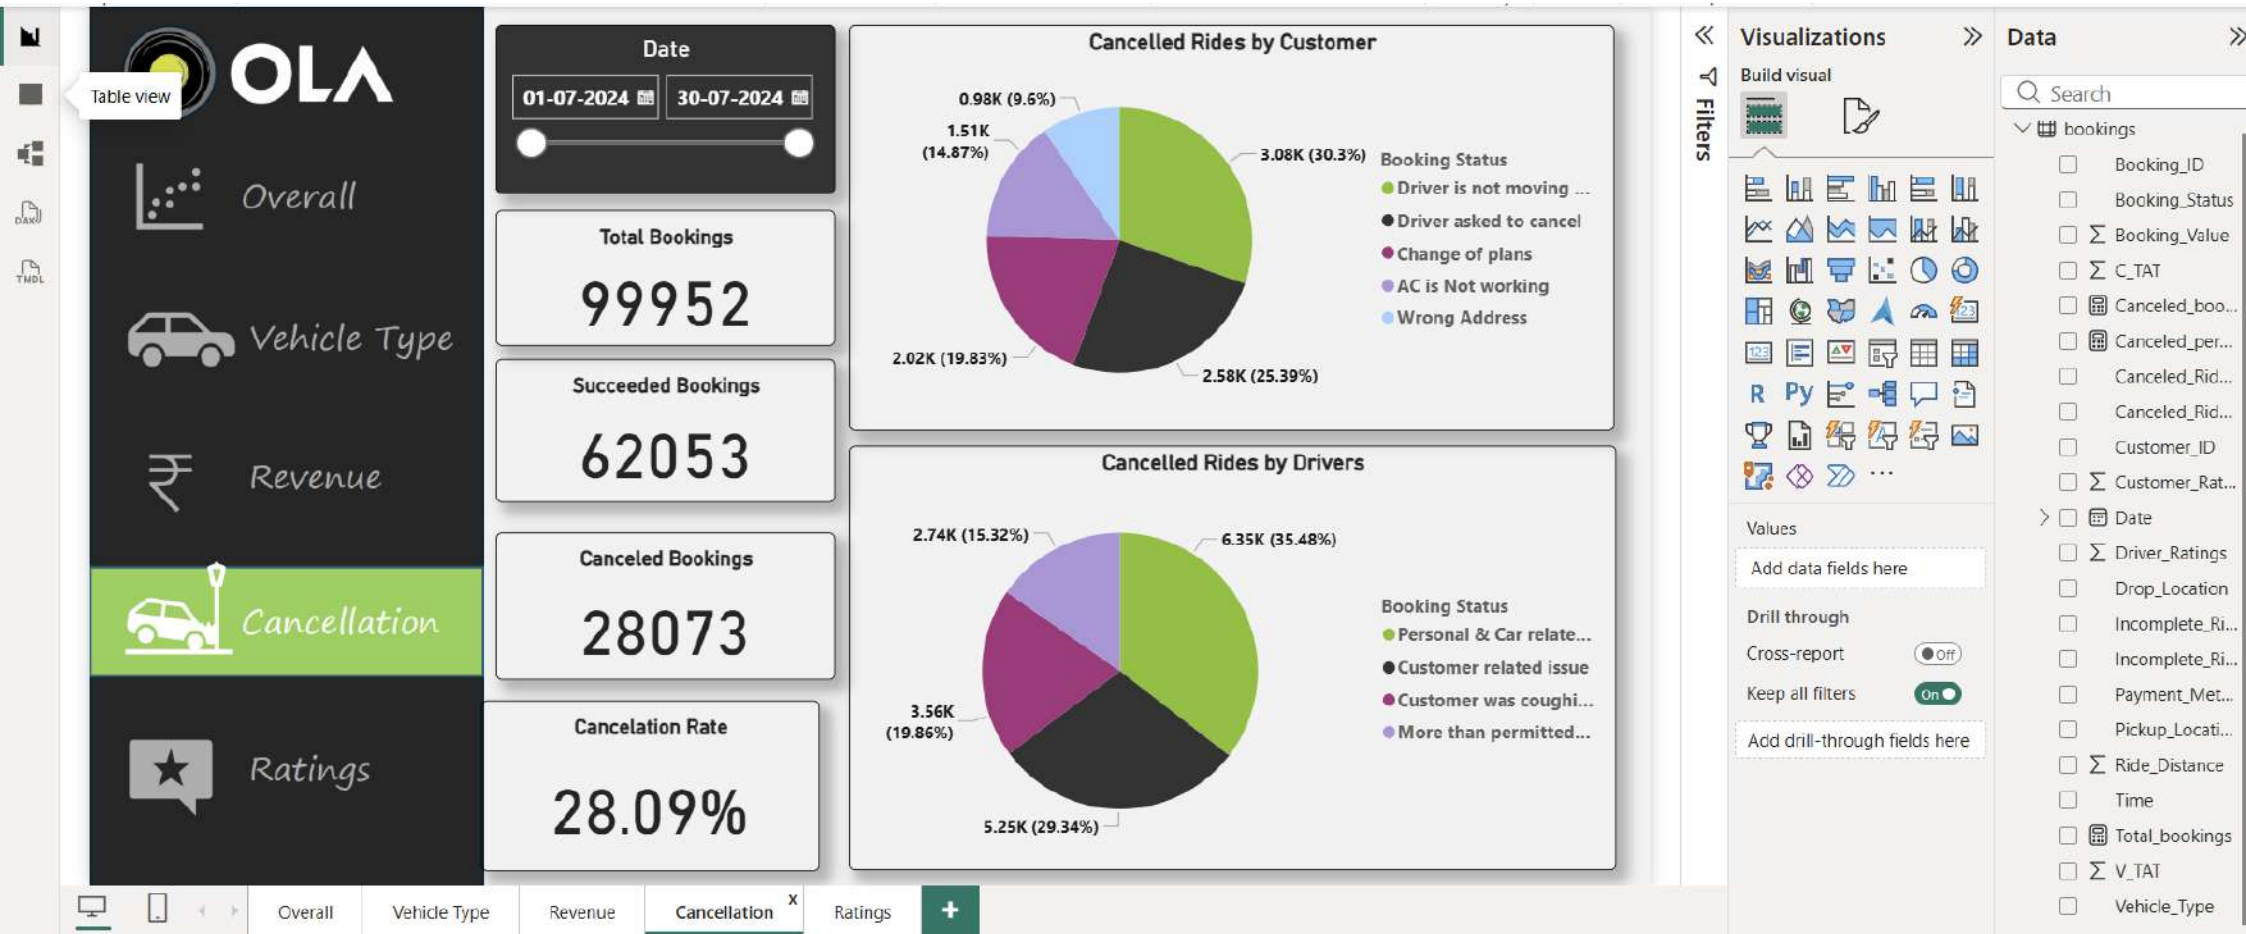 Table view
OLA
Overall
Vehicle Type
Revenue
Cancellation
Ratings
Date
01-07-2024
30-07-2024
Total Bookings
99952
Succeeded Bookings
62053
Canceled Bookings
28073
Cancelation Rate
28.09%
Cancelled Rides by Customer
0.98K (9.6%)
1.51K
(14.87%)
3.08K (30.3%)
2.02K (19.83%)
2.58K (25.39%)
Booking Status
Driver is not moving ...
Driver asked to cancel
Change of plans
AC is Not working
Wrong Address
Cancelled Rides by Drivers
2.74K (15.32%)
6.35K (35.48%)
3.56K
(19.86%)
5.25K (29.34%)
Booking Status
Personal & Car relate...
Customer related issue
Customer was coughi...
More than permitted...
Filters
Visualizations
Build visual
123
123
R
Py
...
Values
Add data fields here
Drill through
Cross-report
Off
Keep all filters
On
Add drill-through fields here
Data
Search
bookings
Booking_ID
Booking_Status
Σ Booking_Value
Σ C_TAT
Canceled_boo...
Canceled_per...
Canceled_Rid...
Canceled_Rid...
Customer_ID
Σ Customer_Rat...
Date
Σ Driver_Ratings
Drop_Location
Incomplete_Ri...
Incomplete_Ri...
Payment_Met...
Pickup_Locati...
Σ Ride_Distance
Time
Total_bookings
Σ V_TAT
Vehicle_Type
DAX
TMDL
Overall
Vehicle Type
Revenue
Cancellation
X
Ratings
+